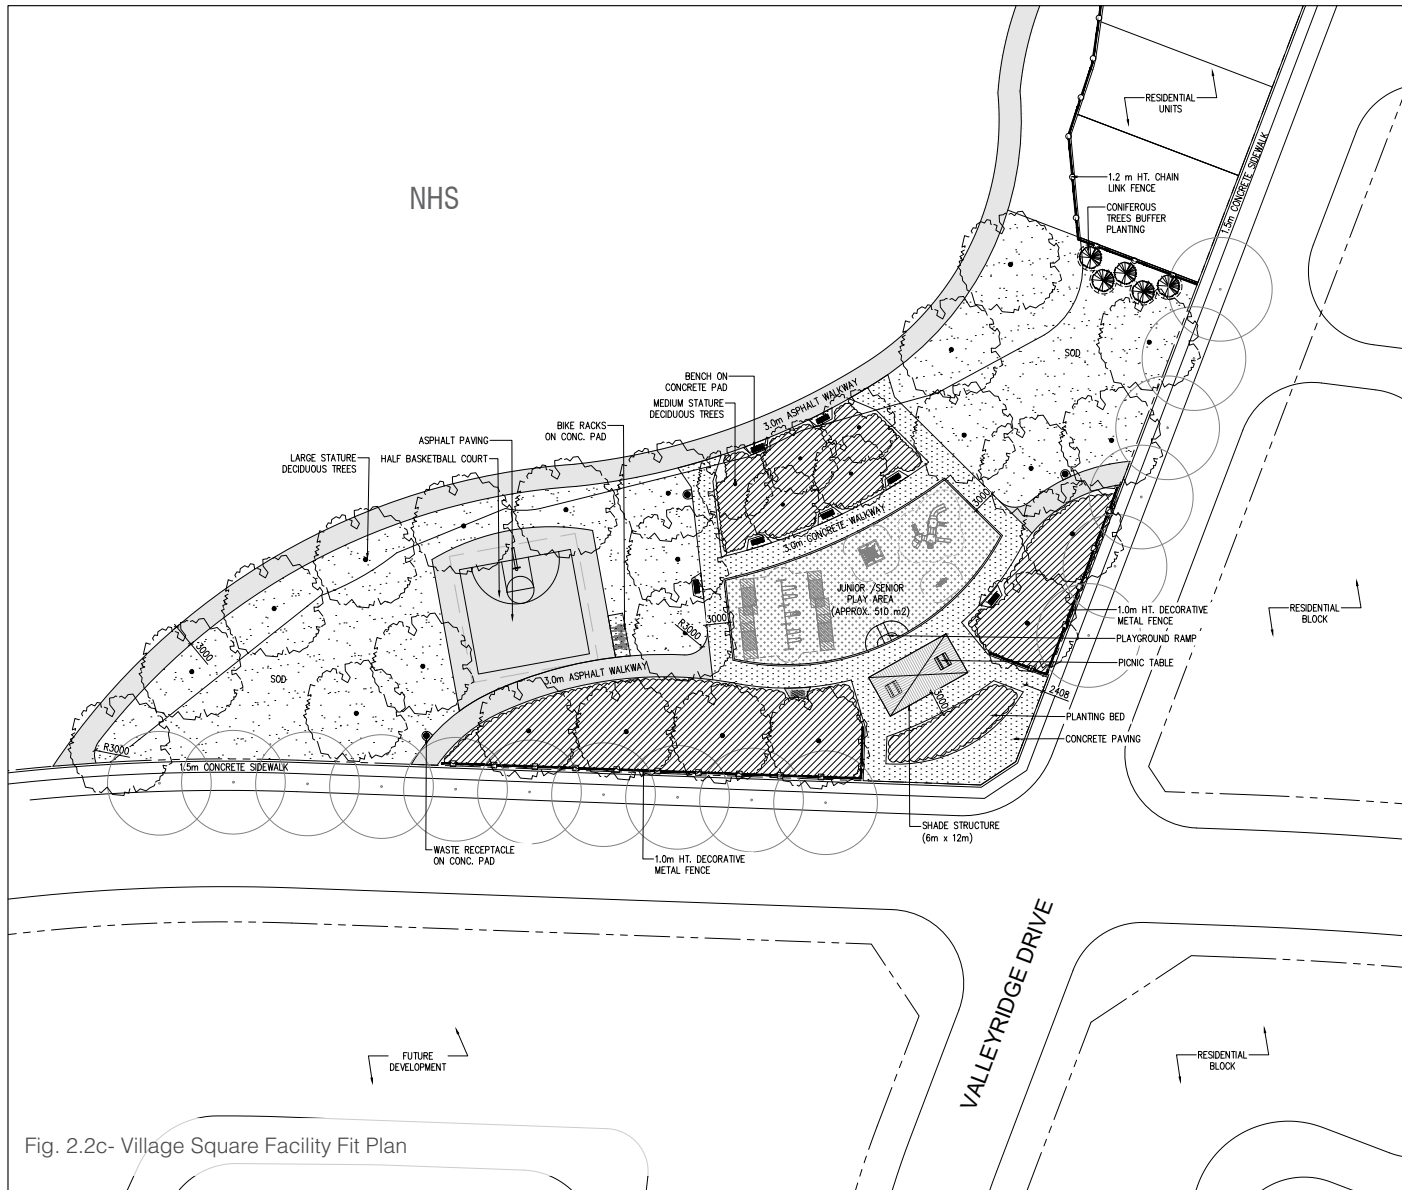 RESIDENTIAL
UNITS
1.5m CONCRETE SIDEWALK
1.2 m HT. CHAIN
LINK FENCE
NHS
CONIFEROUS
TREES BUFFER
PLANTING
SOD
BENCH ON
CONCRETE PAD
3.0m ASPHALT WALKWAY
MEDIUM STATURE
DECIDUOUS TREES
BIKE RACKS
ON CONC. PAD
ASPHALT PAVING
HALF BASKETBALL COURT
LARGE STATURE
DECIDUOUS TREES
3000
3.0m CONCRETE WALKWAY
JUNIOR /SENIOR
PLAY AREA
(APPROX. 510 m2)
1.0m HT. DECORATIVE
METAL FENCE
RESIDENTIAL
BLOCK
3000
R3000
PLAYGROUND RAMP
3000
PICNIC TABLE
3.0m ASPHALT WALKWAY
SOD
2408
3000
PLANTING BED
CONCRETE PAVING
R3000
1.5m CONCRETE SIDEWALK
SHADE STRUCTURE
(6m x 12m)
WASTE RECEPTACLE
ON CONC. PAD
1.0m HT. DECORATIVE
METAL FENCE
VALLEYRIDGE DRIVE
FUTURE
DEVELOPMENT
RESIDENTIAL
BLOCK
Fig. 2.2c- Village Square Facility Fit Plan